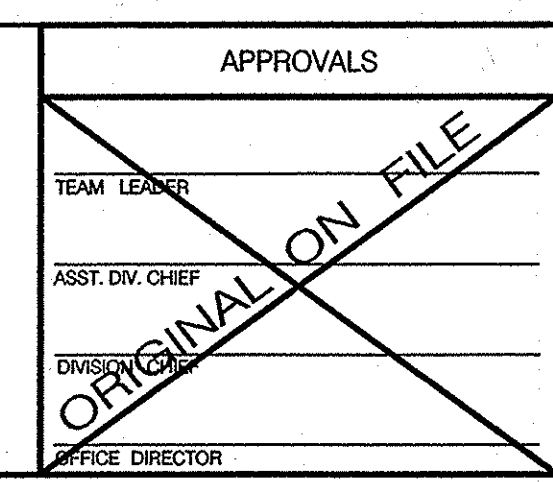 APPROVALS
ORIGINAL ON FILE
TEAM LEADER
ASST. DIV. CHIEF
DIVISION CHIEF
OFFICE DIRECTOR